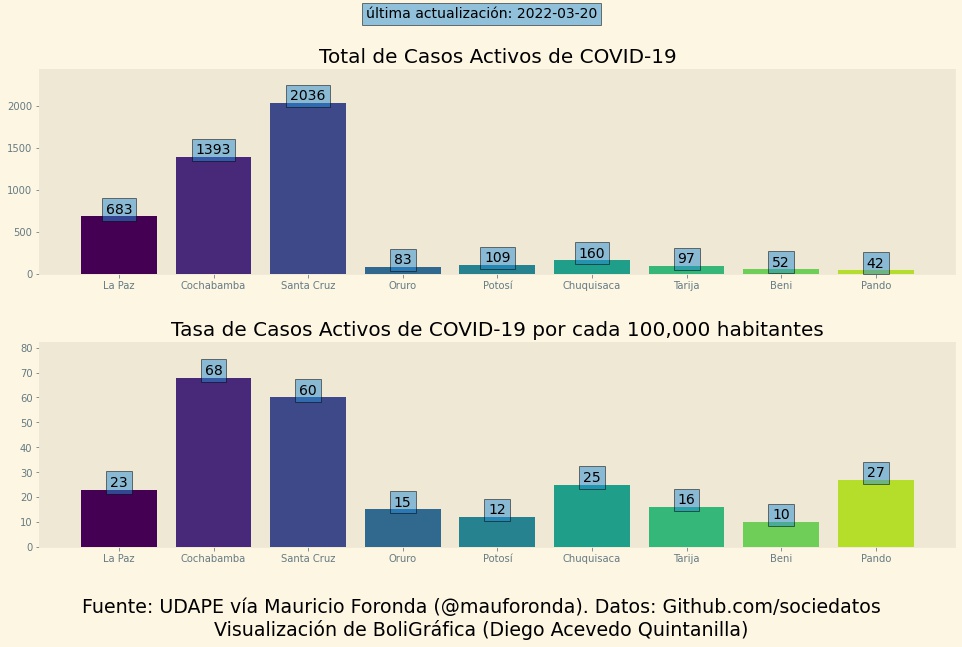 última actualización: 2022-03-20
Total de Casos Activos de COVID-19
2000
1500
1000
500
0
683
1393
2036
83
109
160
97
52
42
La Paz
Cochabamba
Santa Cruz
Oruro
Potosí
Chuquisaca
Tarija
Beni
Pando
Tasa de Casos Activos de COVID-19 por cada 100,000 habitantes
80
70
60
50
40
30
20
10
0
23
68
60
15
12
25
16
10
27
La Paz
Cochabamba
Santa Cruz
Oruro
Potosí
Chuquisaca
Tarija
Beni
Pando
Fuente: UDAPE vía Mauricio Foronda (@mauforonda). Datos: Github.com/sociedatos
Visualización de BoliGráfica (Diego Acevedo Quintanilla)